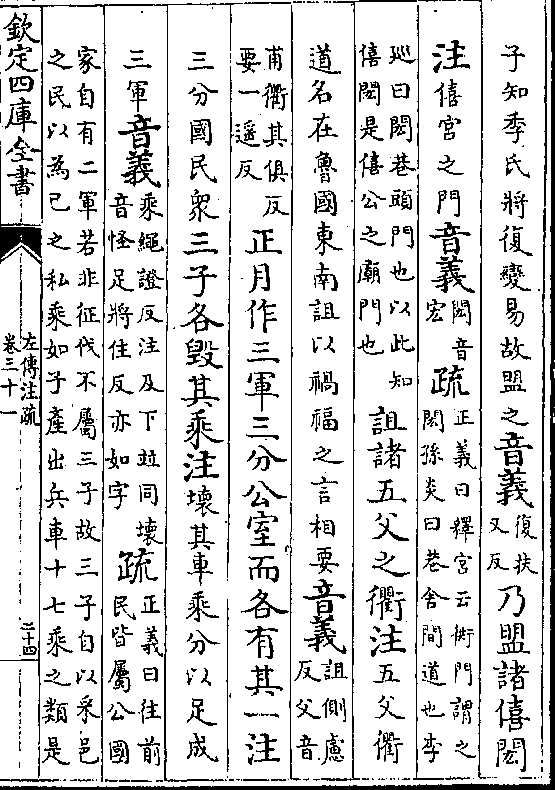 子知季氏將復變易故盟之音義復扶又反乃盟諸僖閎
注僖宮之門音義閎音宏疏正義曰釋宮云衖門謂之閎孫炎曰巷舍間道也李
廵曰閎巷頭門也以此知僖閎是僖公之廟門也詛諸五父之衢注五父衢
道名在魯國東南詛以禍福之言相要音義詛側慮反父音
甫衢其俱反要一遥反正月作三軍三分公室而各有其一注
三分國民衆三子各毁其乘注壞其車乘分以足成
三軍音義乘繩證反注及下竝同壞音怪足將住反亦如字疏正義曰往前民皆屬公國
家自有二軍若非征伐不屬三子故三子自以采邑
之民以為己之私乘如子產出兵車十七乘之類是
欽定四庫全書
左傳注疏
卷三十一
二十四